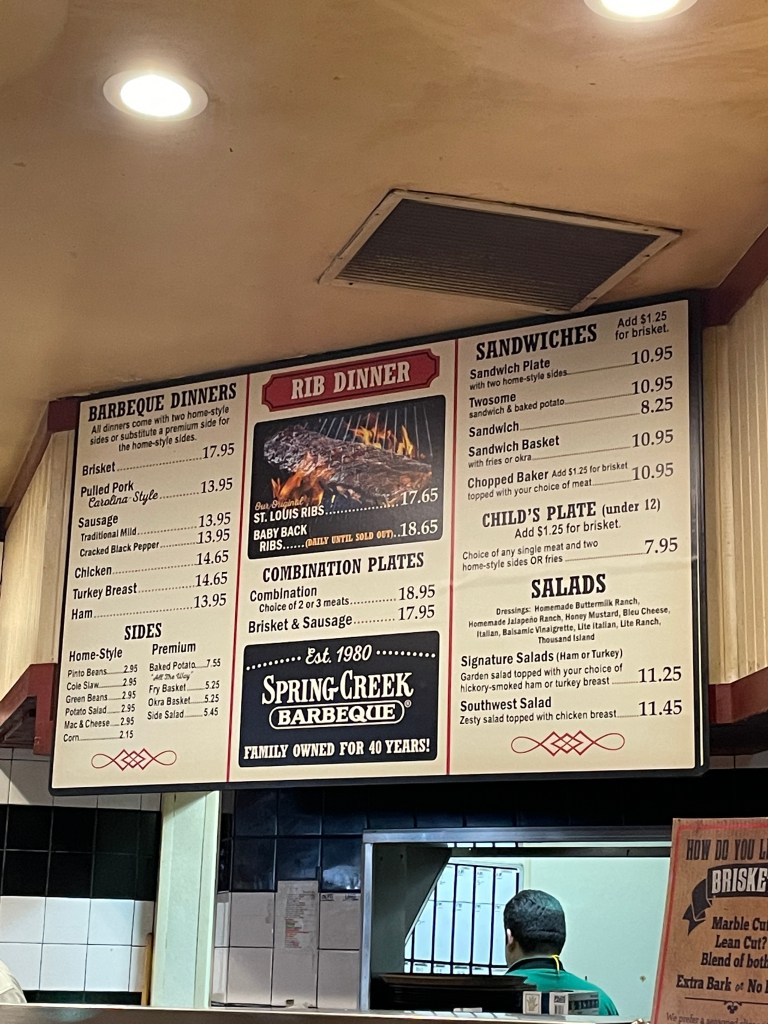 BARBEQUE DINNERS
All dinners come with two home-style
sides or substitute a premium side for
the home-style sides.
Brisket 17.95
Pulled Pork
Carolina-Style 13.95
Sausage
Traditional Mild 13.95
Cracked Black Pepper 13.95
Chicken 14.65
Turkey Breast 14.65
Ham 13.95
SIDES
Home-Style
Pinto Beans 2.95
Cole Slaw 2.95
Green Beans 2.95
Potato Salad 2.95
Mac & Cheese 2.95
Corn 2.15
Premium
Baked Potato 7.55
"All The Way"
Fry Basket 5.25
Okra Basket 5.25
Side Salad 5.45
RIB DINNER
Our Original
ST. LOUIS RIBS 17.65
BABY BACK
RIBS (DAILY UNTIL SOLD OUT) 18.65
COMBINATION PLATES
Combination
Choice of 2 or 3 meats 18.95
Brisket & Sausage 17.95
Est. 1980
SPRING CREEK
BARBEQUE®
FAMILY OWNED FOR 40 YEARS!
SANDWICHES
Add $1.25
for brisket.
Sandwich Plate
with two home-style sides 10.95
Twosome
sandwich & baked potato 10.95
Sandwich 8.25
Sandwich Basket
with fries or okra 10.95
Chopped Baker Add $1.25 for brisket
topped with your choice of meat 10.95
CHILD'S PLATE (under 12)
Add $1.25 for brisket.
Choice of any single meat and two
home-style sides OR fries 7.95
SALADS
Dressings: Homemade Buttermilk Ranch,
Homemade Jalapeño Ranch, Honey Mustard, Bleu Cheese,
Italian, Balsamic Vinaigrette, Lite Italian, Lite Ranch,
Thousand Island
Signature Salads (Ham or Turkey)
Garden salad topped with your choice of
hickory-smoked ham or turkey breast 11.25
Southwest Salad
Zesty salad topped with chicken breast 11.45
HOW DO YOU LI
BRISKE
Marble Cu
Lean Cut?
Blend of both
Extra Bark or No
We prefer a